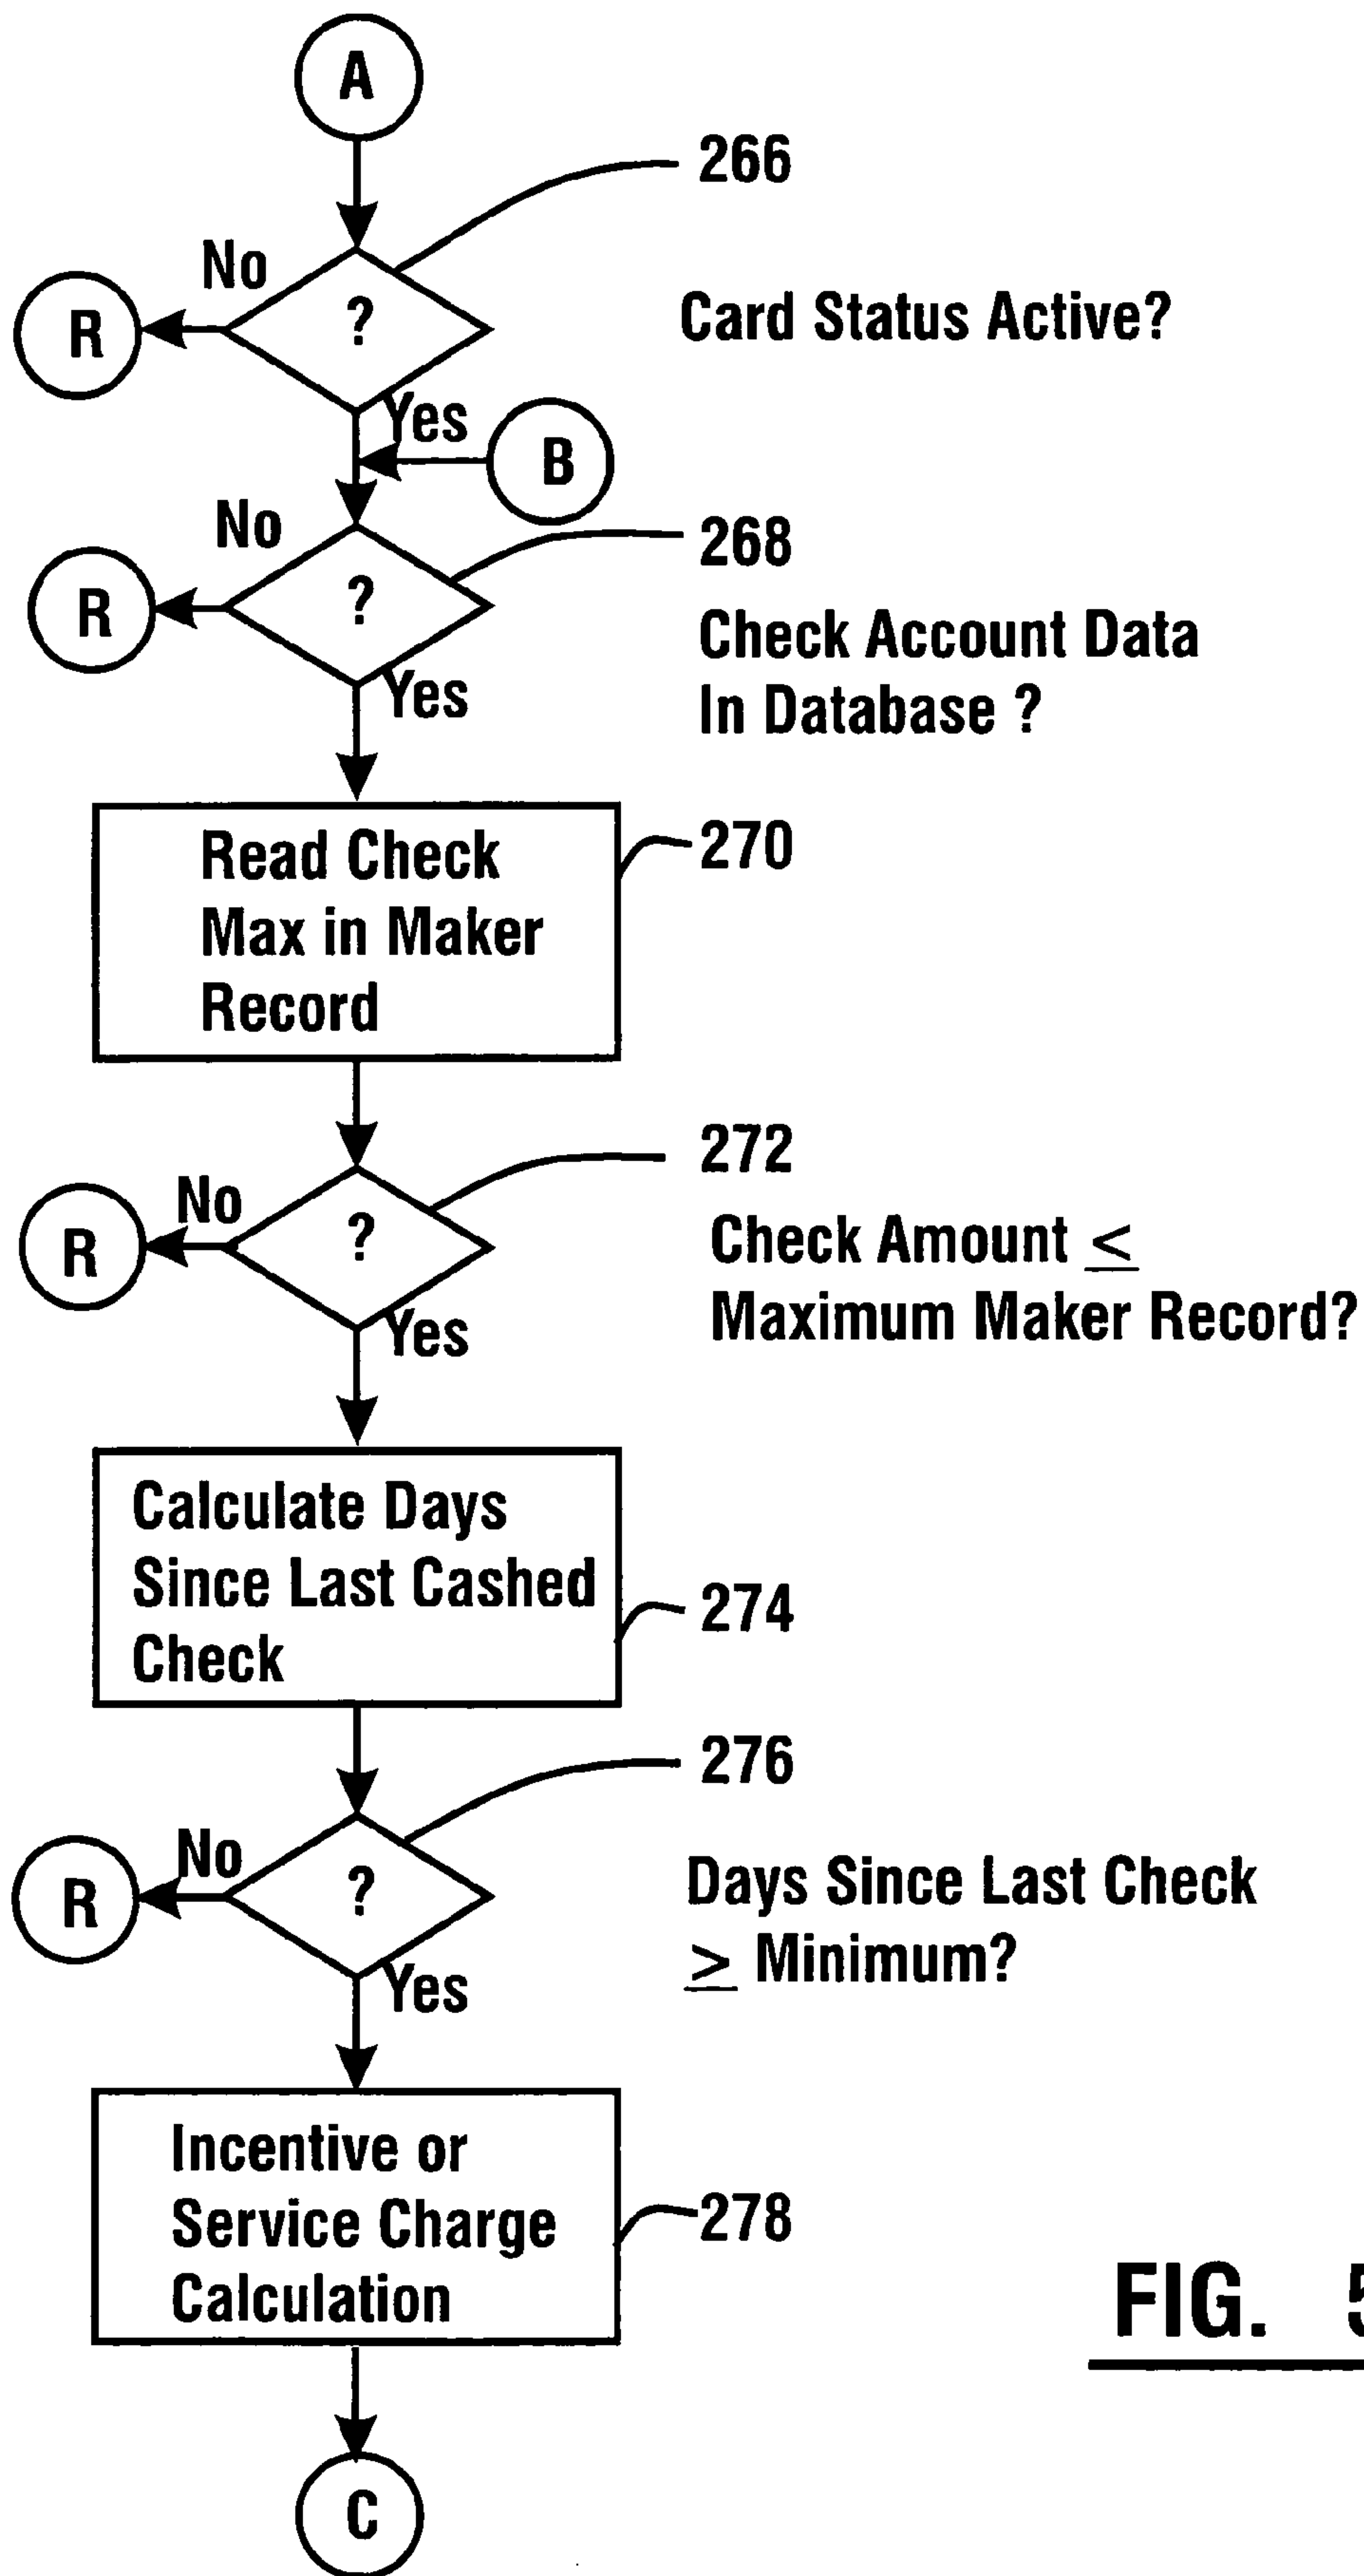 A
266
No
?
R
Card Status Active?
Yes
B
No
268
?
R
Check Account Data
In Database ?
Yes
Read Check
Max in Maker
Record
270
272
No
?
R
Check Amount ≤
Maximum Maker Record?
Yes
Calculate Days
Since Last Cashed
Check
274
276
No
?
R
Days Since Last Check
≥ Minimum?
Yes
Incentive or
Service Charge
Calculation
278
FIG. 5
C